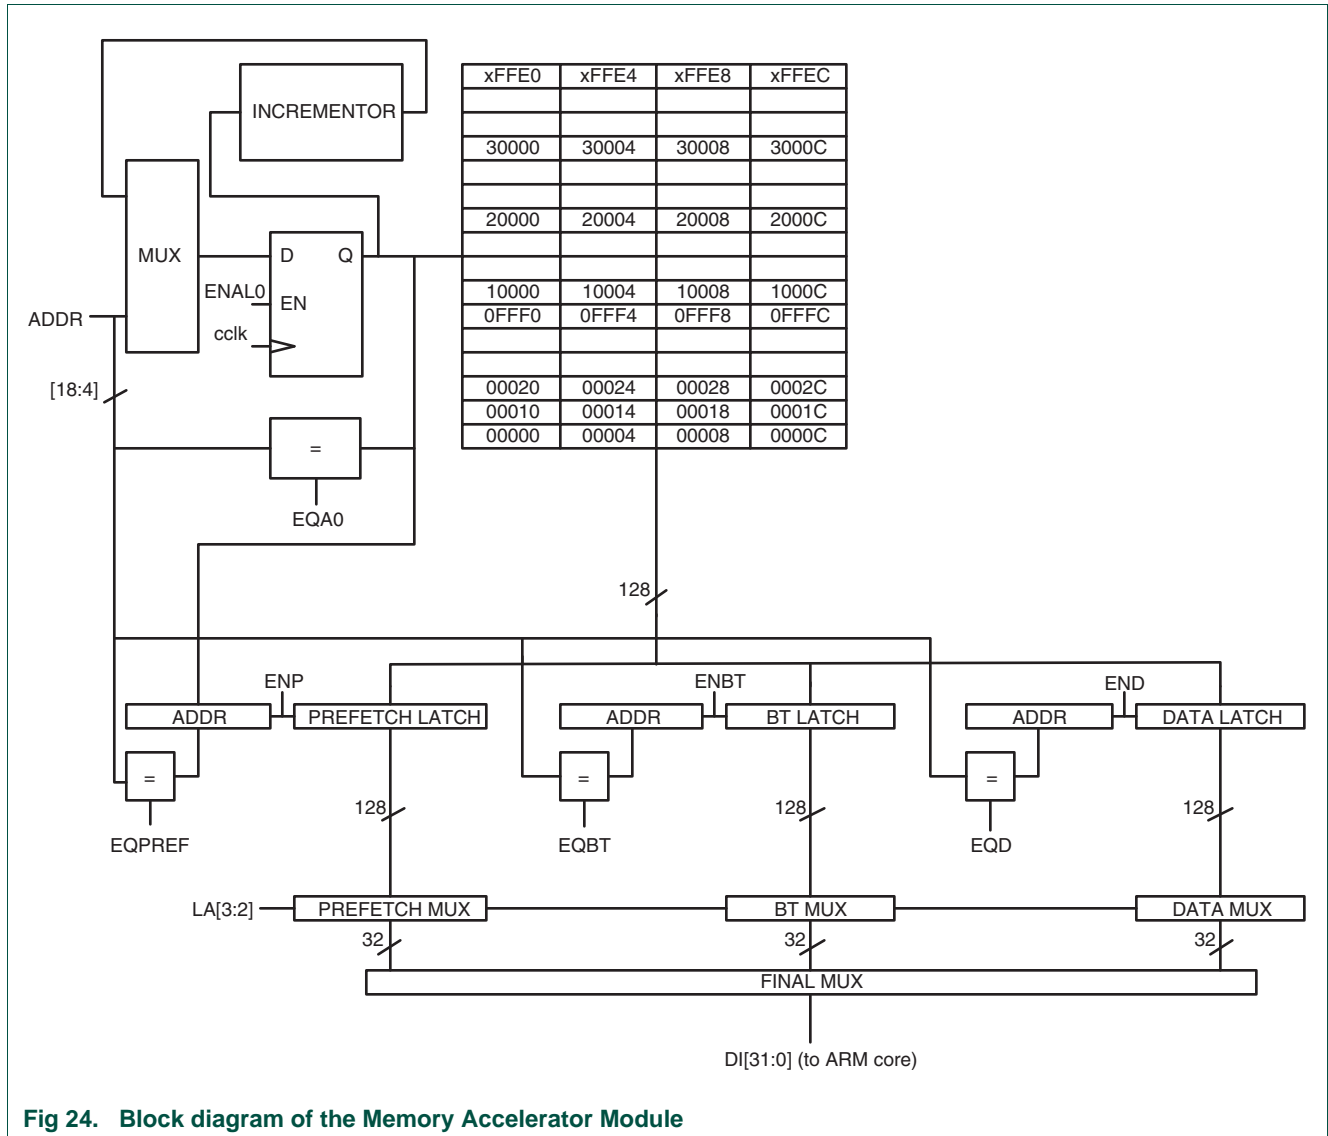 INCREMENTOR
xFFE0 xFFE4 xFFE8 xFFEC
30000 30004 30008 3000C
20000 20004 20008 2000C
10000 10004 10008 1000C
0FFF0 0FFF4 0FFF8 0FFFC
00020 00024 00028 0002C
00010 00014 00018 0001C
00000 00004 00008 0000C
MUX
D Q
ENAL0
EN
ADDR
cclk
[18:4]
=
EQA0
128
ENP
ENBT
END
ADDR PREFETCH LATCH ADDR BT LATCH ADDR DATA LATCH
= = =
128 128 128
EQPREF EQBT EQD
LA[3:2] PREFETCH MUX BT MUX DATA MUX
32 32 32
FINAL MUX
DI[31:0] (to ARM core)
Fig 24. Block diagram of the Memory Accelerator Module